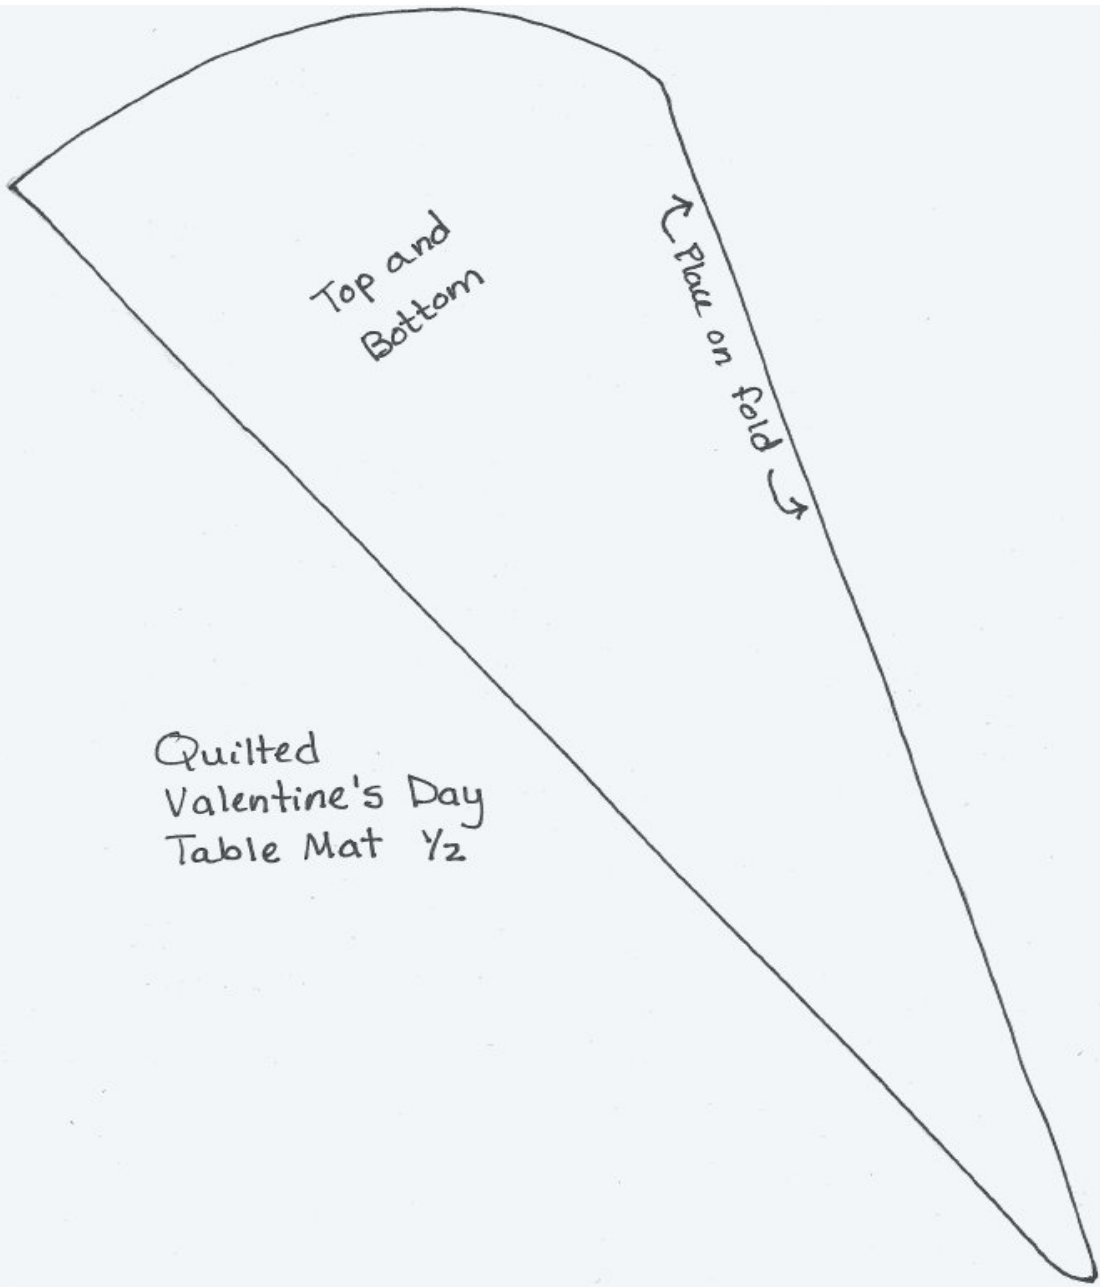 Top and
Bottom
Place on fold
Quilted
Valentine's Day
Table Mat 1/2